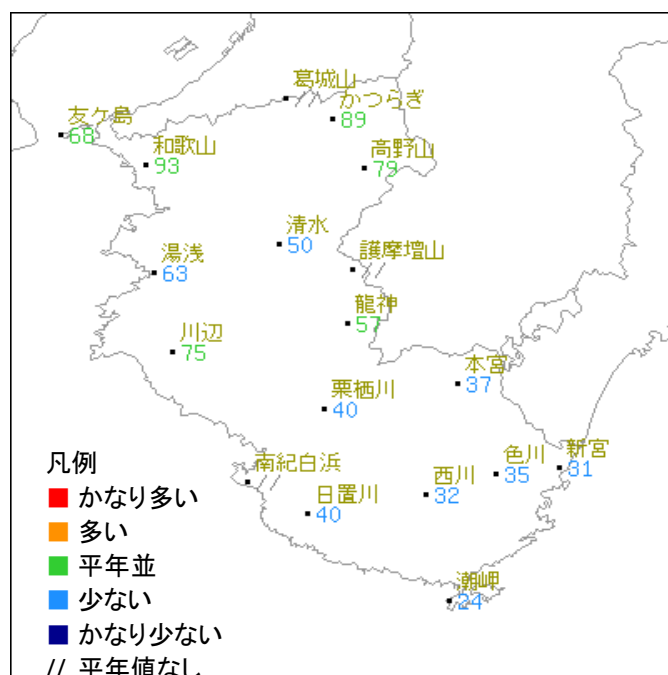 葛城山
かつらぎ
89
友ケ島
68
和歌山
93
高野山
79
清水
50
湯浅
63
護摩壇山
//
龍神
57
川辺
75
本宮
37
栗栖川
40
新宮
31
色川
35
南紀白浜
//
西川
32
日置川
40
潮岬
24
凡例
かなり多い
多い
平年並
少ない
かなり少ない
// 平年値なし